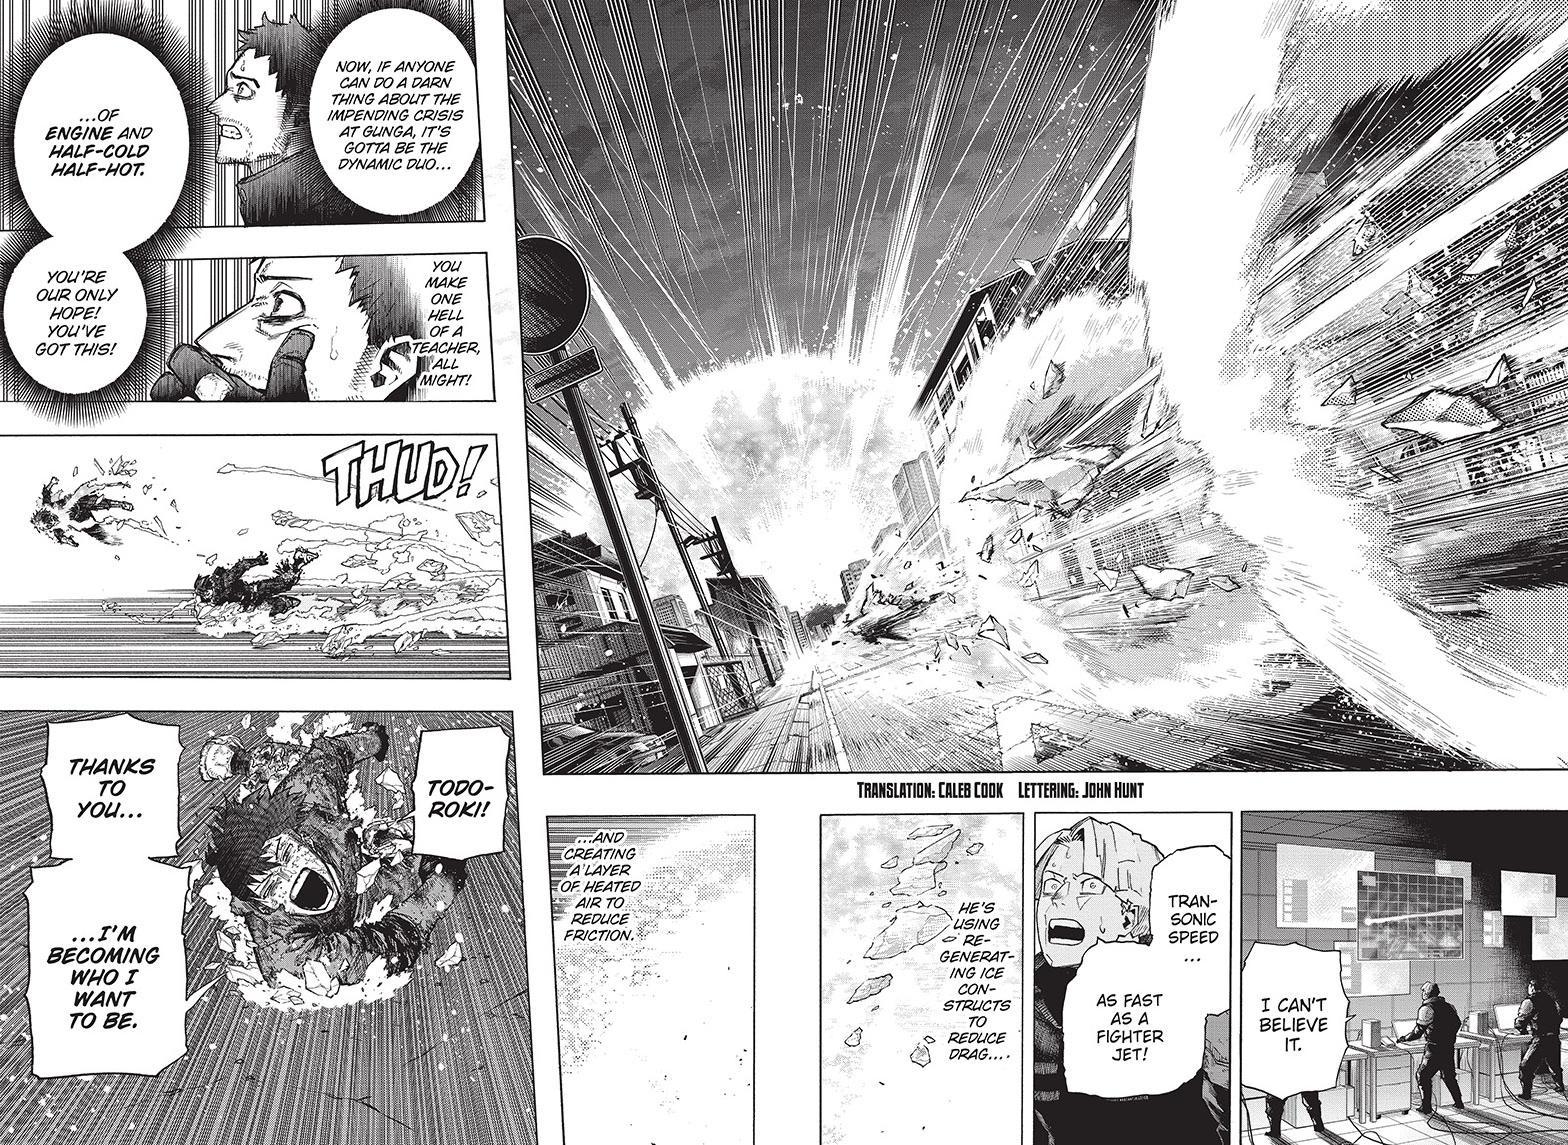 TRANSLATION: CALEB COOK LETTERING: JOHN HUNT
I CAN'T
BELIEVE
IT.
TRAN-
SONIC
SPEED
...
AS FAST
AS A
FIGHTER
JET!
HE'S
USING
RE-
GENERAT-
ING ICE
CON-
STRUCTS
TO
REDUCE
DRAG....
...AND
CREATING
A LAYER
OF HEATED
AIR TO
REDUCE
FRICTION.
NOW, IF ANYONE
CAN DO A DARN
THING ABOUT THE
IMPENDING CRISIS
AT GUNGA, IT'S
GOTTA BE THE
DYNAMIC DUO...
...OF
ENGINE AND
HALF-COLD
HALF-HOT.
YOU
MAKE
ONE
HELL
OF A
TEACHER,
ALL
MIGHT!
YOU'RE
OUR ONLY
HOPE!
YOU'VE
GOT THIS!
THUD!
TODO-
ROKI!
THANKS
TO
YOU...
...I'M
BECOMING
WHO I
WANT
TO BE.